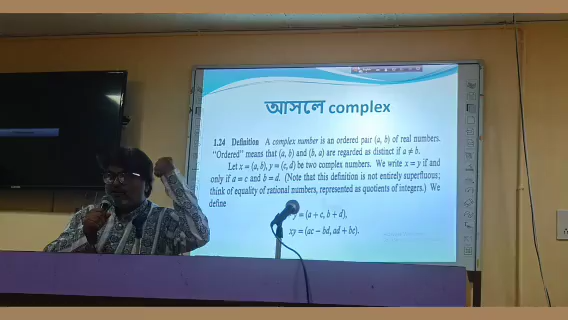 আসলে complex
1.24 Definition A complex number is an ordered pair (a, b) of real numbers.
"Ordered" means that (a, b) and (b, a) are regarded as distinct if a ≠ b.
Let x = (a, b), y = (c, d) be two complex numbers. We write x = y if and
only if a = c and b = d. (Note that this definition is not entirely superfluous;
think of equality of rational numbers, represented as quotients of integers.) We
define
y = (a + c, b + d),
xy = (ac − bd, ad + bc).